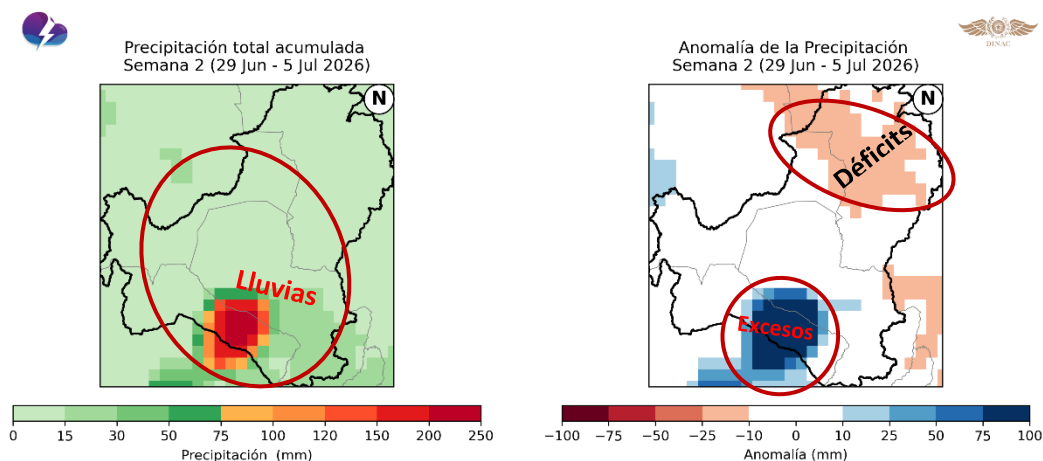 Precipitación total acumulada
Semana 2 (29 Jun - 5 Jul 2026)
N
Lluvias
0 15 30 50 75 100 120 150 200 250
Precipitación (mm)
DINAC
Anomalía de la Precipitación
Semana 2 (29 Jun - 5 Jul 2026)
N
Déficits
Excesos
−100 −75 −50 −25 −10 0 10 25 50 75 100
Anomalía (mm)